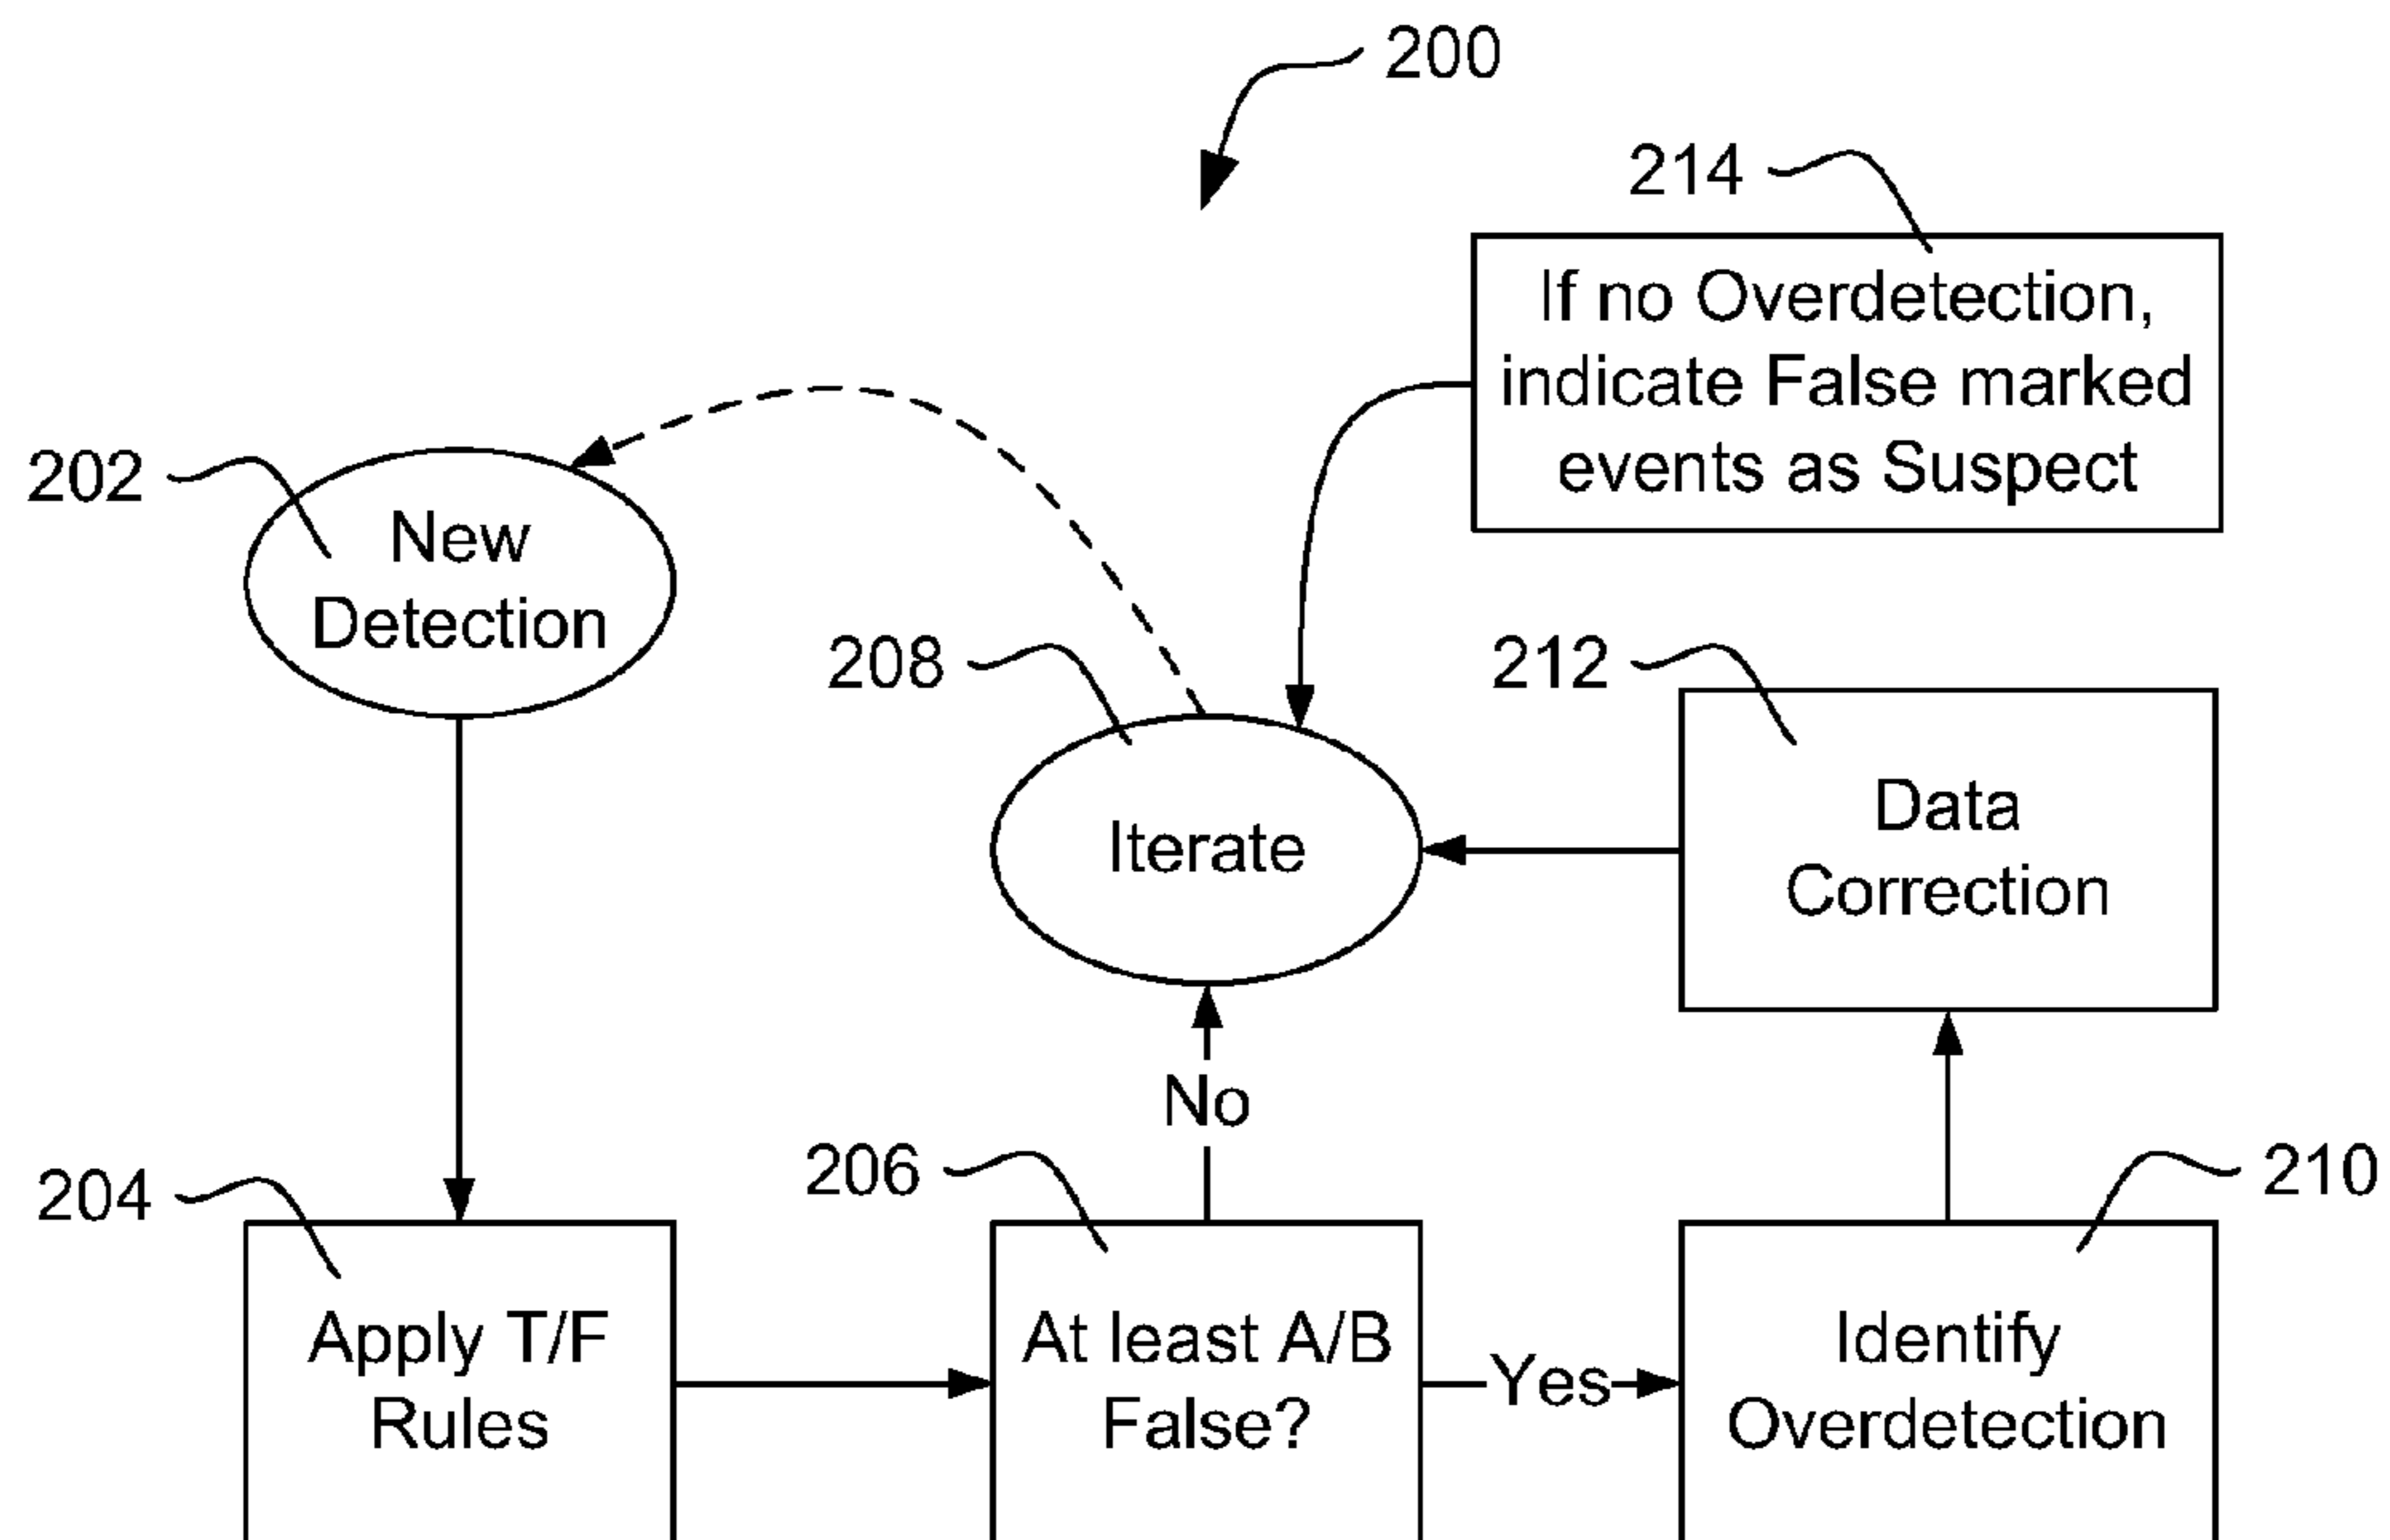 200
214
If no Overdetection,
indicate False marked
events as Suspect
202
New
Detection
208
Iterate
212
Data
Correction
No
204
Apply T/F
Rules
206
At least A/B
False?
Yes
210
Identify
Overdetection